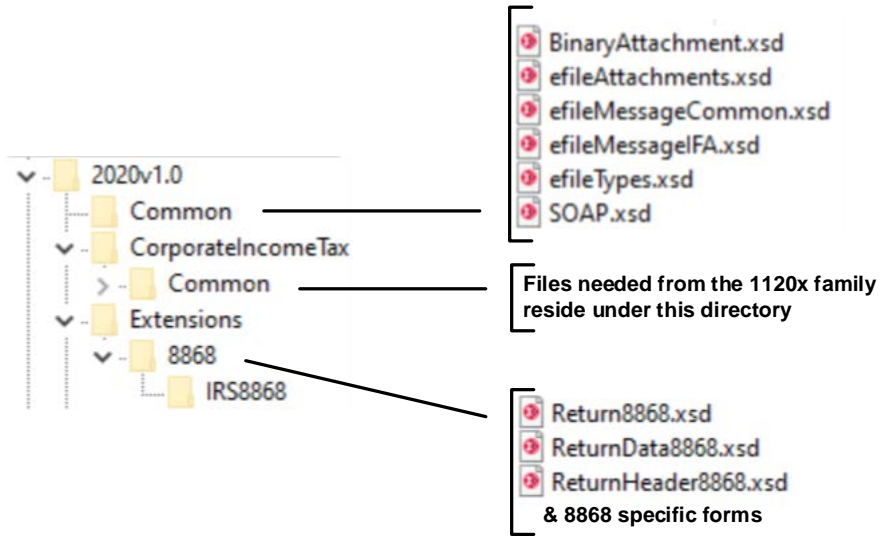 2020v1.0
Common
CorporateIncomeTax
Common
Extensions
8868
IRS8868
BinaryAttachment.xsd
efileAttachments.xsd
efileMessageCommon.xsd
efileMessageIFA.xsd
efileTypes.xsd
SOAP.xsd
Files needed from the 1120x family
reside under this directory
Return8868.xsd
ReturnData8868.xsd
ReturnHeader8868.xsd
& 8868 specific forms